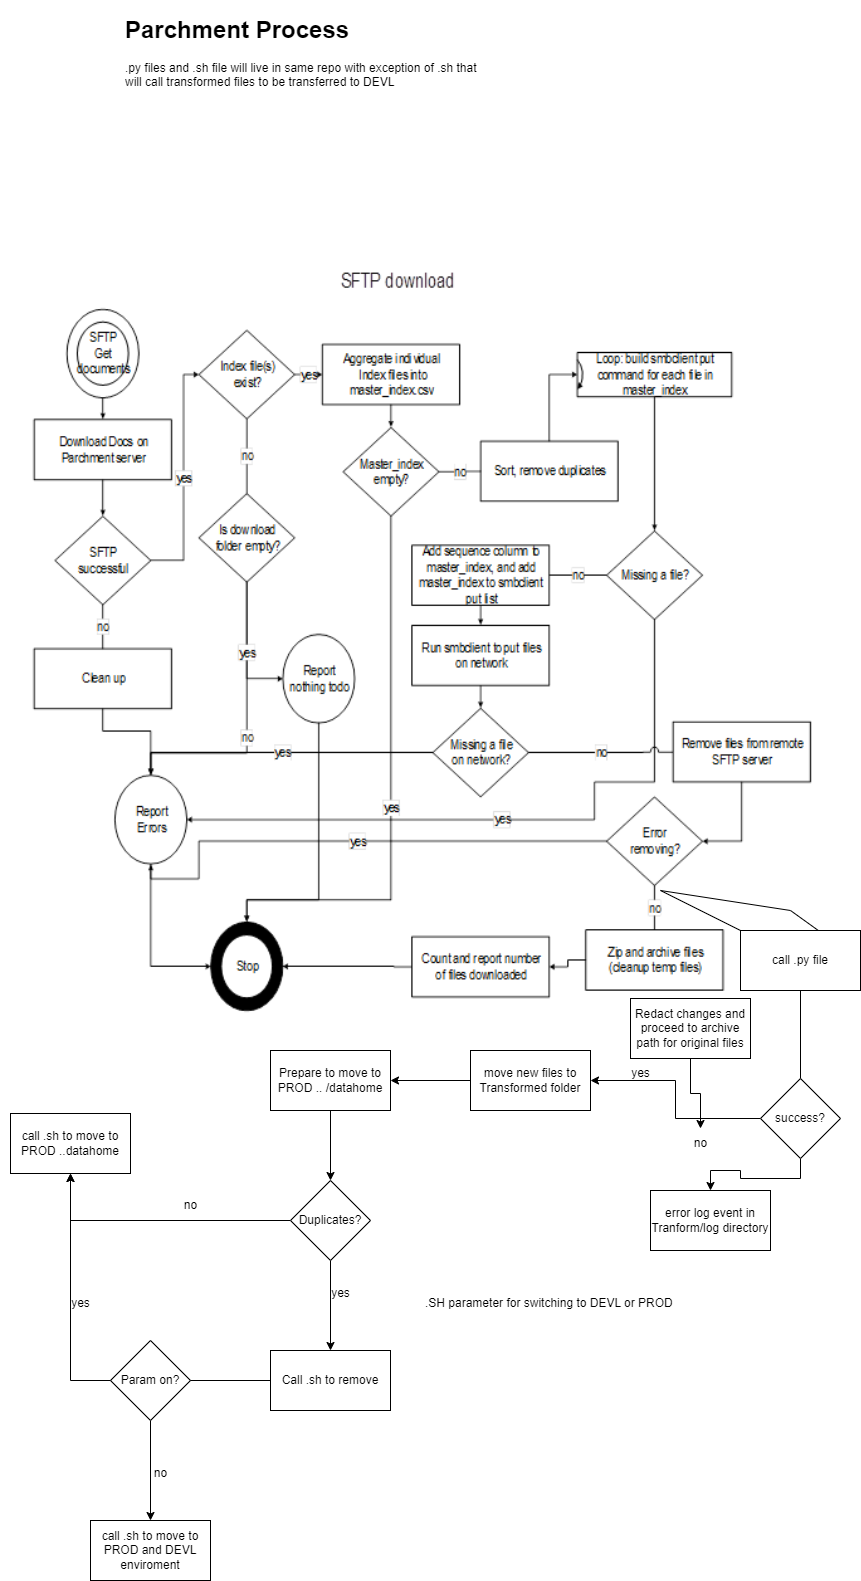 Parchment Process
.py files and .sh file will live in same repo with exception of .sh that
will call transformed files to be transferred to DEVL
SFTP download
SFTP
Get
documents
Download Docs on
Parchment server
SFTP
successful
yes
no
Clean up
Index file(s)
exist?
yes
no
Is download
folder empty?
yes
no
Report
nothing todo
Aggregate individual
Index files into
master_index.csv
Master_index
empty?
no
yes
Sort, remove duplicates
Loop: build smbclient put
command for each file in
master_index
Missing a file?
no
yes
Add sequence column to
master_index, and add
master_index to smbclient
put list
Run smbclient to put files
on network
Missing a file
on network?
yes
no
Remove files from remote
SFTP server
Error
removing?
yes
no
Report
Errors
Stop
Count and report number
of files downloaded
Zip and archive files
(cleanup temp files)
call .py file
Redact changes and
proceed to archive
path for original files
success?
yes
no
error log event in
Tranform/log directory
move new files to
Transformed folder
Prepare to move to
PROD .. /datahome
call .sh to move to
PROD ..datahome
Duplicates?
no
yes
.SH parameter for switching to DEVL or PROD
Call .sh to remove
Param on?
yes
no
call .sh to move to
PROD and DEVL
enviroment